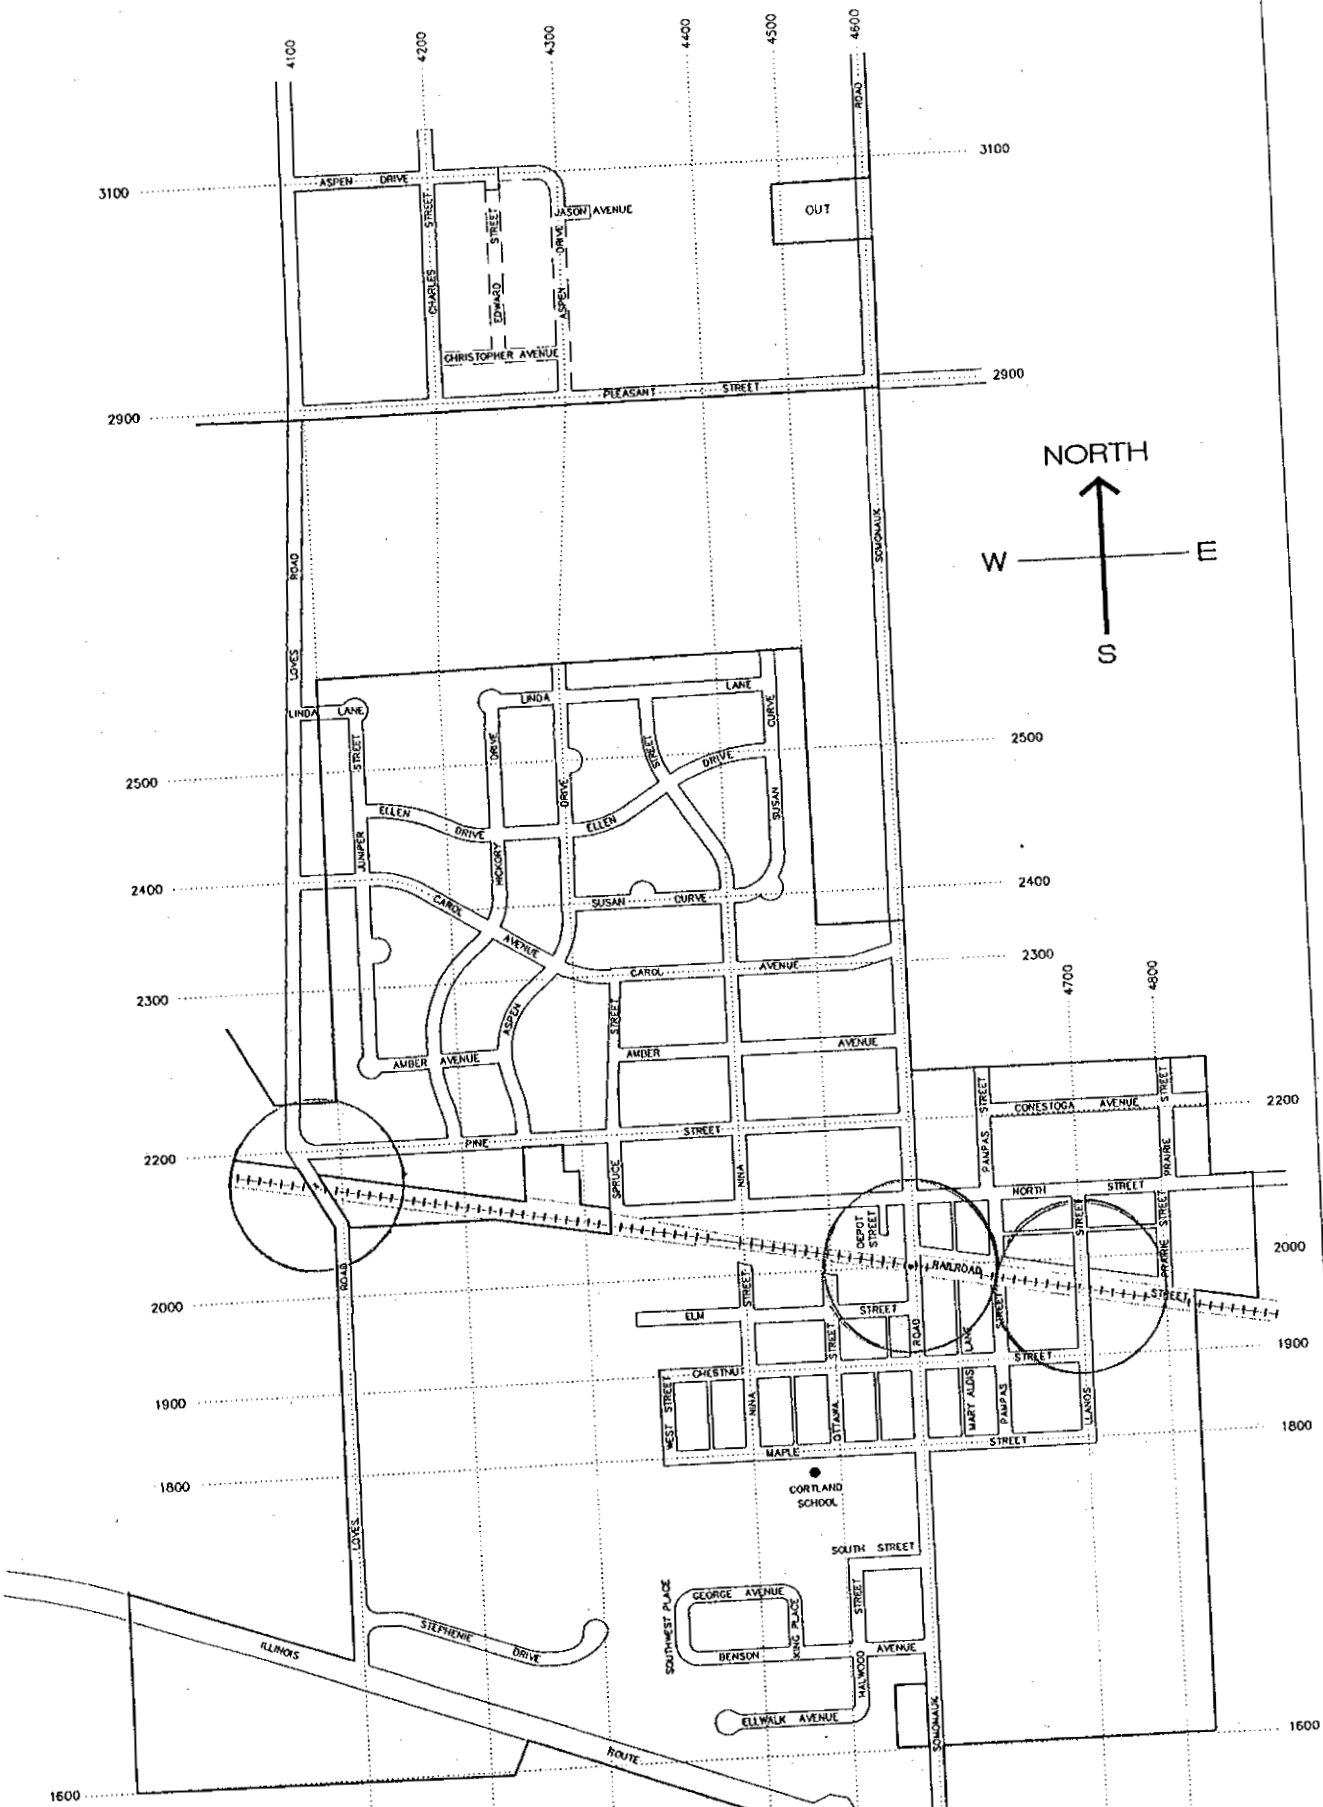 4100
4200
4300
4400
4500
4600
ROAD
3100
3100
ASPEN DRIVE
STREET
STREET
JASON AVENUE
DRIVE
OUT
CHARLES
EDWARD
ASPEN
CHRISTOPHER AVENUE
2900
PLEASANT STREET
2900
NORTH
W
E
S
ROAD
SOMONAUK
LOVES
LINDA LANE
LINDA LANE
CURVE
STREET
DRIVE
STREET
DRIVE
2500
2500
DRIVE
ELLEN DRIVE
ELLEN
SUSAN
JUNIPER
HICKORY
2400
2400
CAROL AVENUE
SUSAN CURVE
CAROL AVENUE
2300
2300
4700
4800
ASPEN
STREET
AMBER AVENUE
AMBER AVENUE
STREET
STREET
CONESTOGA AVENUE
2200
2200
PINE STREET
PAMPAS
PRAIRIE
SPRUCE
NINA
NORTH STREET
DEPOT
STREET
STREET
PRAIRIE STREET
2000
ROAD
RAILROAD STREET
2000
STREET
ELM STREET
STREET
ROAD
LANE
STREET
STREET
1900
1900
CHESTNUT
WEST STREET
NINA
OTTAWA
MARY ALDIS
PAMPAS
LLANOS
1800
MAPLE STREET
1800
CORTLAND
SCHOOL
LOVES
SOUTH STREET
SOUTHWEST PLACE
GEORGE AVENUE
KING PLACE
STREET
STEPHENIE DRIVE
ILLINOIS
BENSON AVENUE
HALWOOD
ELLWALK AVENUE
SOMONAUK
1600
ROUTE
1600